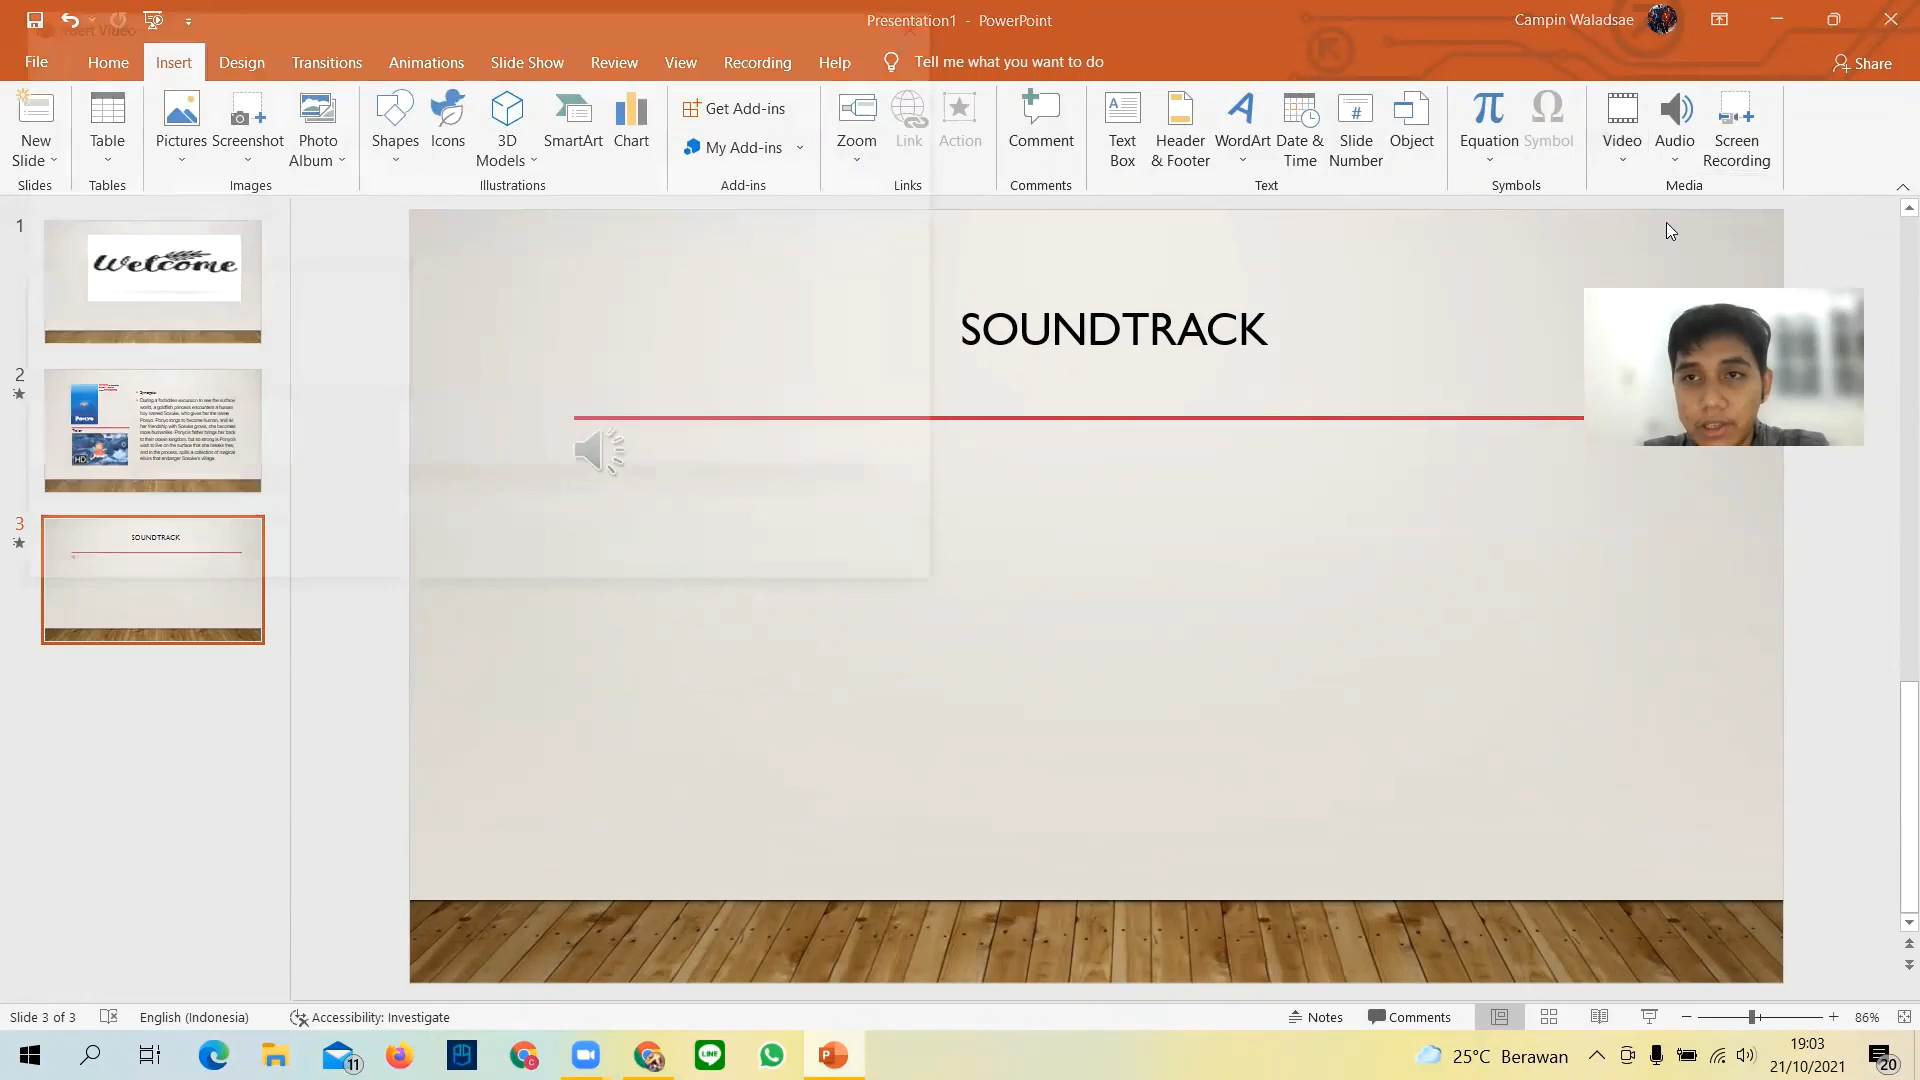 Presentation1 - PowerPoint
Campin Waladsae
File
Home
Insert
Design
Transitions
Animations
Slide Show
Review
View
Recording
Help
Tell me what you want to do
Share
New Slide
Table
Pictures
Screenshot
Photo Album
Shapes
Icons
3D Models
SmartArt
Chart
Get Add-ins
My Add-ins
Zoom
Link
Action
Comment
Text Box
Header & Footer
WordArt
Date & Time
Slide Number
Object
Equation
Symbol
Video
Audio
Screen Recording
Slides
Tables
Images
Illustrations
Add-ins
Links
Comments
Text
Symbols
Media
1
Welcome
2
Ponyo
HD
3
SOUNDTRACK
SOUNDTRACK
Slide 3 of 3
English (Indonesia)
Accessibility: Investigate
Notes
Comments
86%
11
25°C Berawan
19:03
21/10/2021
20